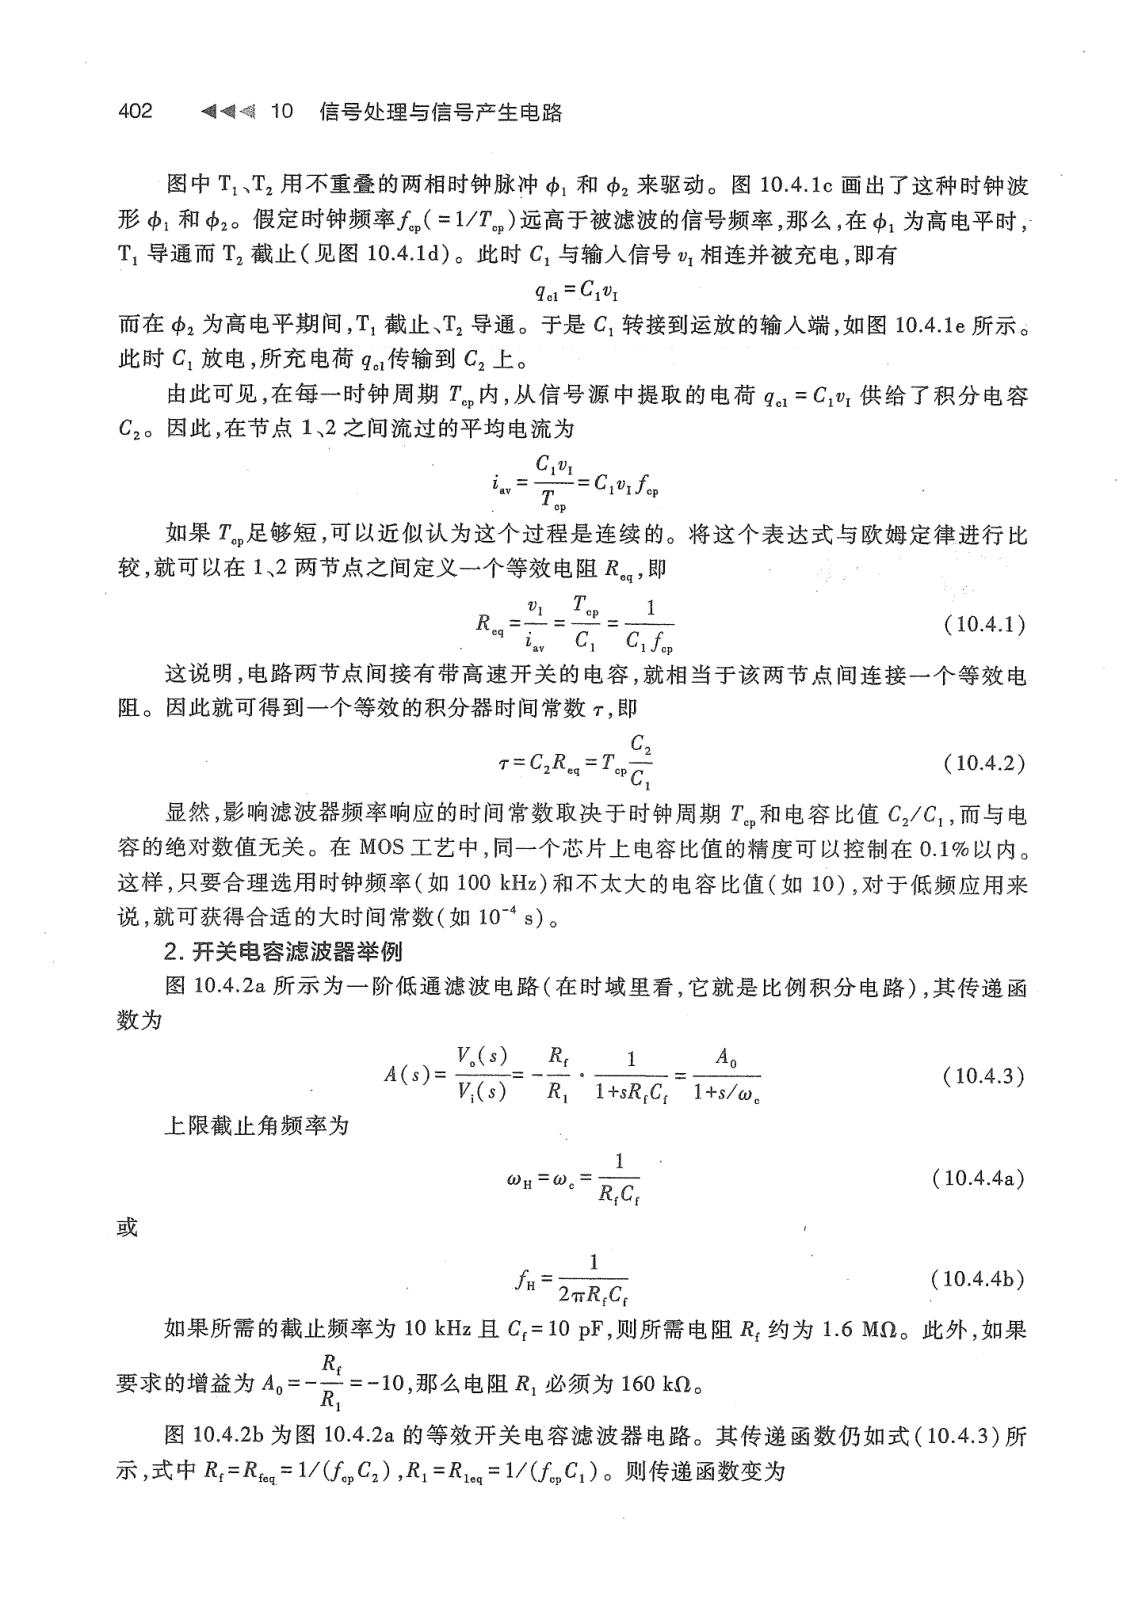 402 ◀◀◀ 10 信号处理与信号产生电路
图中 T₁、T₂ 用不重叠的两相时钟脉冲 ϕ₁ 和 ϕ₂ 来驱动。图 10.4.1c 画出了这种时钟波
形 ϕ₁ 和 ϕ₂。假定时钟频率 f_cp( = 1/T_cp)远高于被滤波的信号频率,那么,在 ϕ₁ 为高电平时,
T₁ 导通而 T₂ 截止(见图 10.4.1d)。此时 C₁ 与输入信号 v_I 相连并被充电,即有
q_c1 = C₁v_I
而在 ϕ₂ 为高电平期间,T₁ 截止、T₂ 导通。于是 C₁ 转接到运放的输入端,如图 10.4.1e 所示。
此时 C₁ 放电,所充电荷 q_c1 传输到 C₂ 上。
由此可见,在每一时钟周期 T_cp 内,从信号源中提取的电荷 q_c1 = C₁v_I 供给了积分电容
C₂。因此,在节点 1、2 之间流过的平均电流为
i_av = C₁v_I/T_cp = C₁v_I f_cp
如果 T_cp 足够短,可以近似认为这个过程是连续的。将这个表达式与欧姆定律进行比
较,就可以在 1、2 两节点之间定义一个等效电阻 R_eq,即
R_eq = v_I/i_av = T_cp/C₁ = 1/(C₁f_cp) (10.4.1)
这说明,电路两节点间接有带高速开关的电容,就相当于该两节点间连接一个等效电
阻。因此就可得到一个等效的积分器时间常数 τ,即
τ = C₂R_eq = T_cp C₂/C₁ (10.4.2)
显然,影响滤波器频率响应的时间常数取决于时钟周期 T_cp 和电容比值 C₂/C₁,而与电
容的绝对数值无关。在 MOS 工艺中,同一个芯片上电容比值的精度可以控制在 0.1%以内。
这样,只要合理选用时钟频率(如 100 kHz)和不太大的电容比值(如 10),对于低频应用来
说,就可获得合适的大时间常数(如 10⁻⁴ s)。
2. 开关电容滤波器举例
图 10.4.2a 所示为一阶低通滤波电路(在时域里看,它就是比例积分电路),其传递函
数为
A(s) = V_o(s)/V_i(s) = -R_f/R₁ · 1/(1+sR_fC_f) = A₀/(1+s/ω_c) (10.4.3)
上限截止角频率为
ω_H = ω_c = 1/(R_fC_f) (10.4.4a)
或
f_H = 1/(2πR_fC_f) (10.4.4b)
如果所需的截止频率为 10 kHz 且 C_f = 10 pF,则所需电阻 R_f 约为 1.6 MΩ。此外,如果
要求的增益为 A₀ = -R_f/R₁ = -10,那么电阻 R₁ 必须为 160 kΩ。
图 10.4.2b 为图 10.4.2a 的等效开关电容滤波器电路。其传递函数仍如式(10.4.3)所
示,式中 R_f = R_feq = 1/(f_cp C₂),R₁ = R_1eq = 1/(f_cp C₁)。则传递函数变为